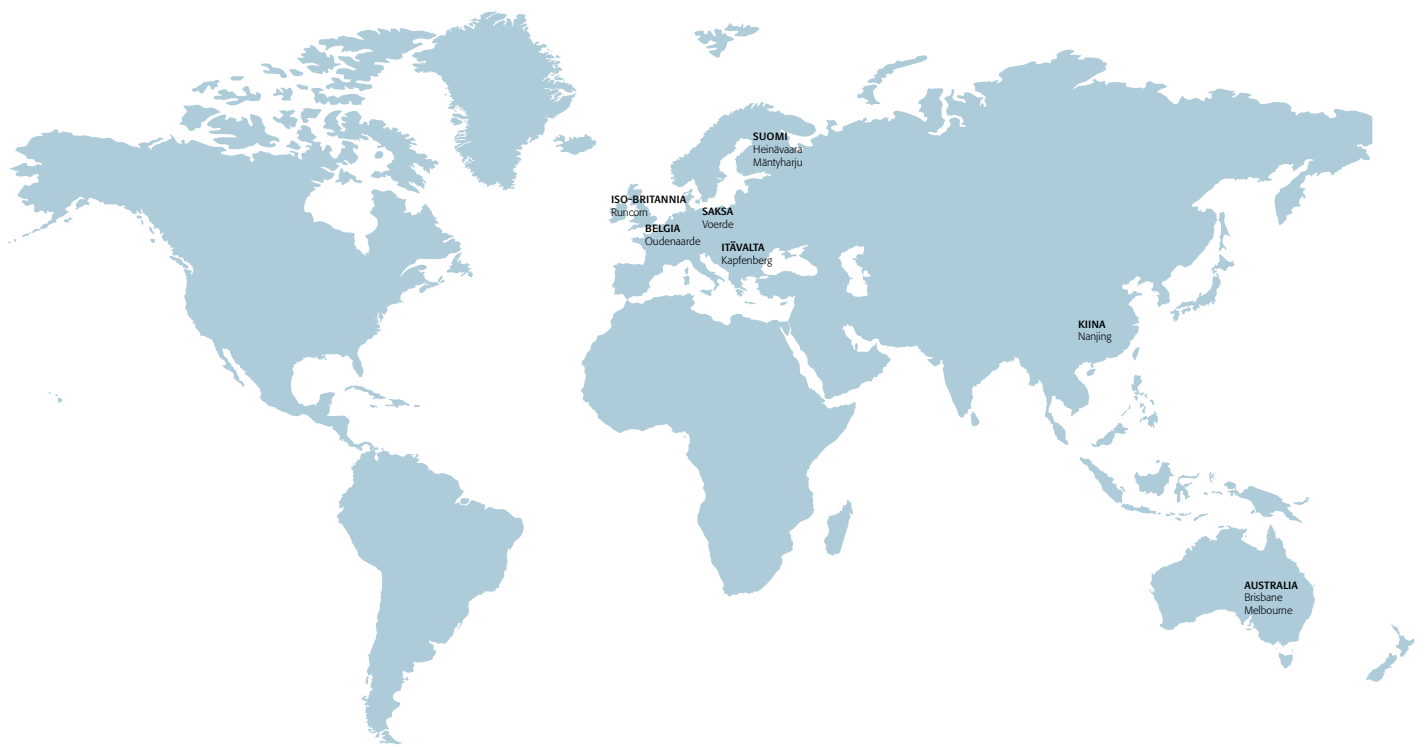 SUOMI
Heinävaara
Mäntyharju
ISO-BRITANNIA
Runcorn
SAKSA
Voerde
BELGIA
Oudenaarde
ITÄVALTA
Kapfenberg
KIINA
Nanjing
AUSTRALIA
Brisbane
Melbourne